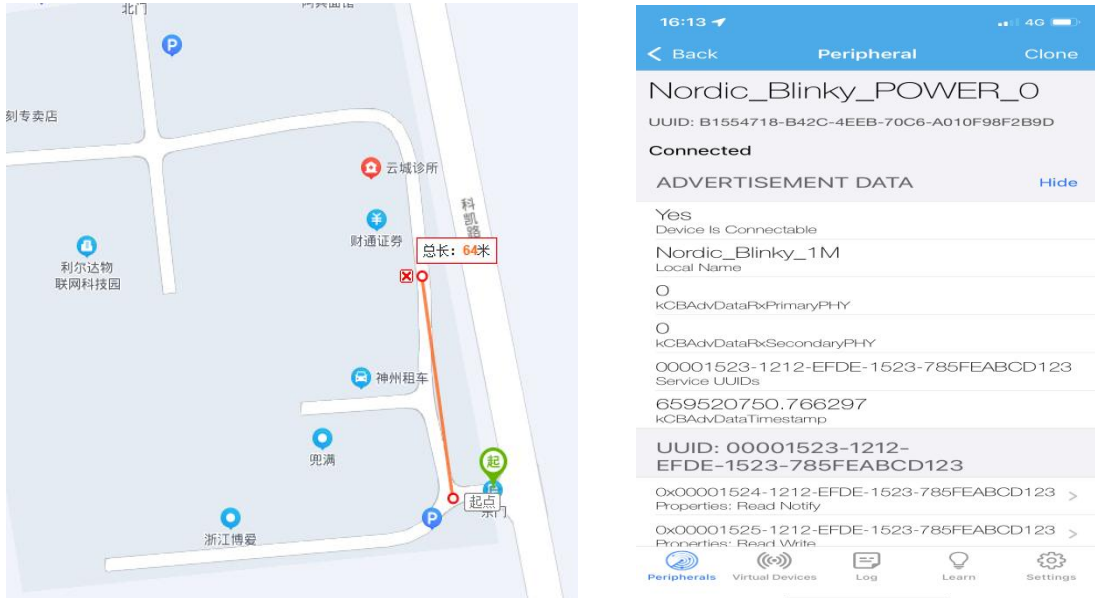 北门
刻专卖店
云城诊所
科凯路
财通证券
总长：64米
利尔达物
联网科技园
神州租车
兜满
起
起点
东门
P
浙江博爱
16:13
4G
Back
Peripheral
Clone
Nordic_Blinky_POWER_0
UUID: B1554718-B42C-4EEB-70C6-A010F98F2B9D
Connected
ADVERTISEMENT DATA
Hide
Yes
Device Is Connectable
Nordic_Blinky_1M
Local Name
0
kCBAdvDataRxPrimaryPHY
0
kCBAdvDataRxSecondaryPHY
00001523-1212-EFDE-1523-785FEABCD123
Service UUIDs
659520750.766297
kCBAdvDataTimestamp
UUID: 00001523-1212-
EFDE-1523-785FEABCD123
0x00001524-1212-EFDE-1523-785FEABCD123
Properties: Read Notify
0x00001525-1212-EFDE-1523-785FEABCD123
Properties: Read Write
Peripherals
Virtual Devices
Log
Learn
Settings